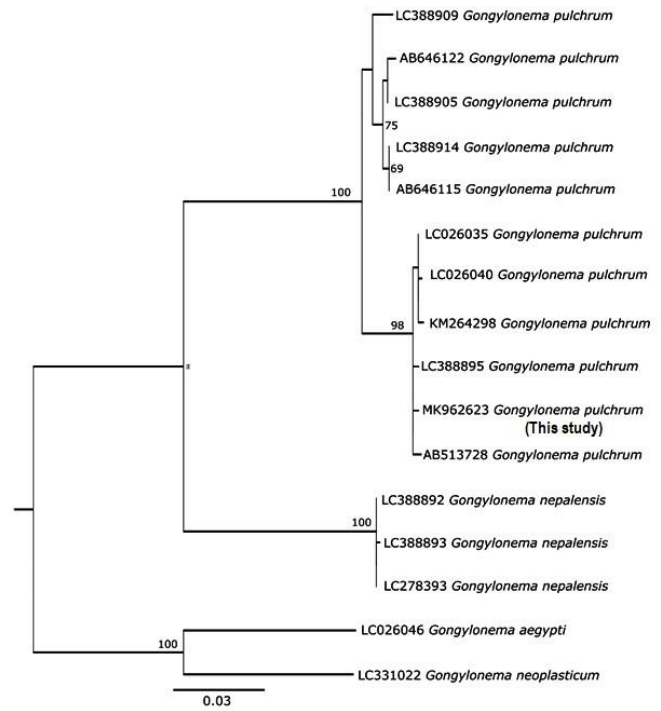 LC388909 Gongylonema pulchrum
AB646122 Gongylonema pulchrum
LC388905 Gongylonema pulchrum
75
LC388914 Gongylonema pulchrum
69
AB646115 Gongylonema pulchrum
100
LC026035 Gongylonema pulchrum
LC026040 Gongylonema pulchrum
KM264298 Gongylonema pulchrum
98
LC388895 Gongylonema pulchrum
MK962623 Gongylonema pulchrum
(This study)
AB513728 Gongylonema pulchrum
LC388892 Gongylonema nepalensis
100
LC388893 Gongylonema nepalensis
LC278393 Gongylonema nepalensis
LC026046 Gongylonema aegypti
100
LC331022 Gongylonema neoplasticum
0.03